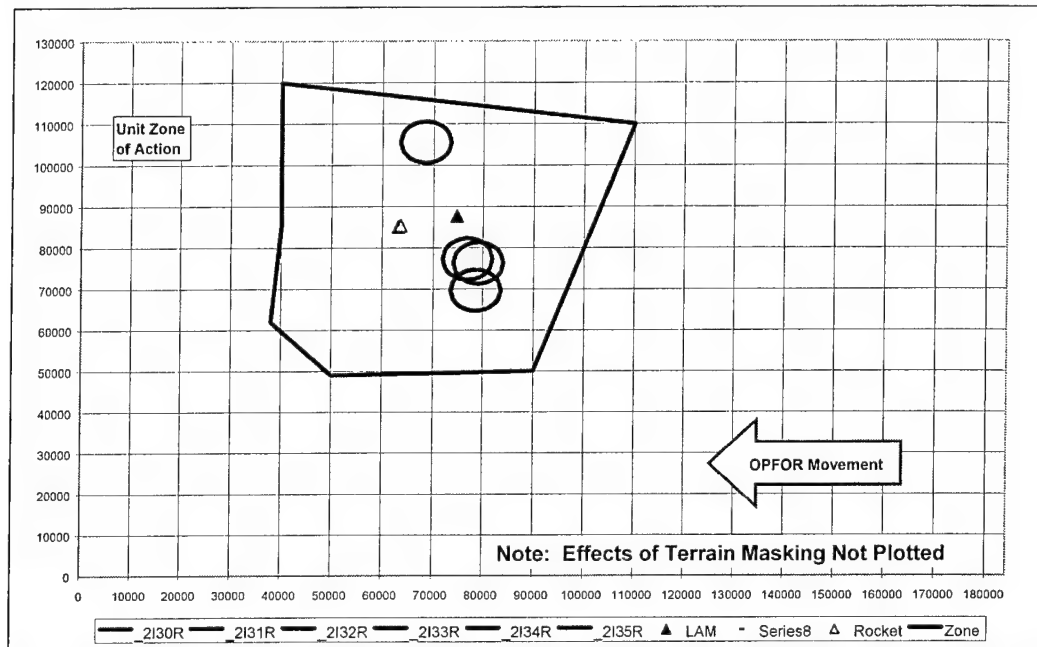 130000
120000
110000
100000
90000
80000
70000
60000
50000
40000
30000
20000
10000
0
Unit Zone
of Action
OPFOR Movement
Note: Effects of Terrain Masking Not Plotted
0 10000 20000 30000 40000 50000 60000 70000 80000 90000 100000 110000 120000 130000 140000 150000 160000 170000 180000
_2I30R _2I31R _2I32R _2I33R _2I34R _2I35R LAM Series8 Rocket Zone